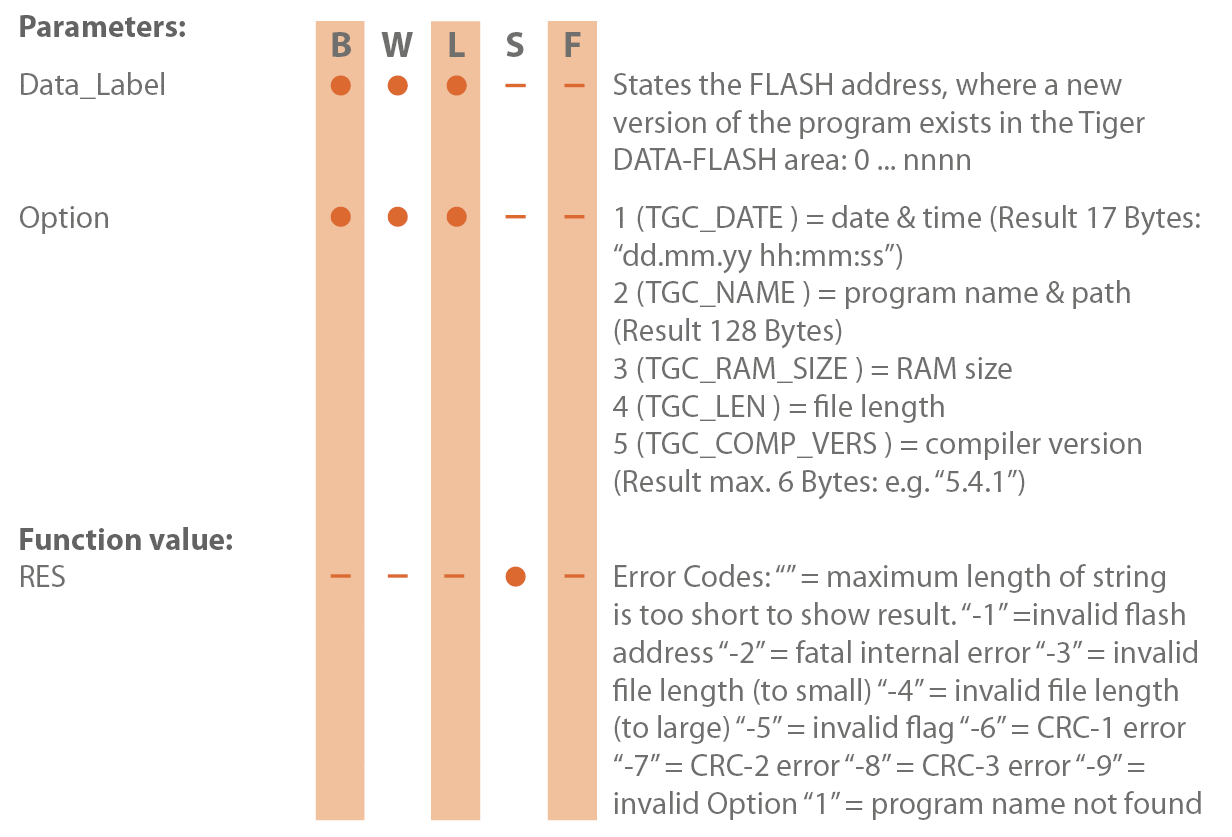 Parameters:
B W L S F
Data_Label ● ● ● – – States the FLASH address, where a new
version of the program exists in the Tiger
DATA-FLASH area: 0 ... nnnn
Option ● ● ● – – 1 (TGC_DATE ) = date & time (Result 17 Bytes:
“dd.mm.yy hh:mm:ss”)
2 (TGC_NAME ) = program name & path
(Result 128 Bytes)
3 (TGC_RAM_SIZE ) = RAM size
4 (TGC_LEN ) = file length
5 (TGC_COMP_VERS ) = compiler version
(Result max. 6 Bytes: e.g. “5.4.1”)
Function value:
RES – – – ● – Error Codes: “” = maximum length of string
is too short to show result. “-1” =invalid flash
address “-2” = fatal internal error “-3” = invalid
file length (to small) “-4” = invalid file length
(to large) “-5” = invalid flag “-6” = CRC-1 error
“-7” = CRC-2 error “-8” = CRC-3 error “-9” =
invalid Option “1” = program name not found